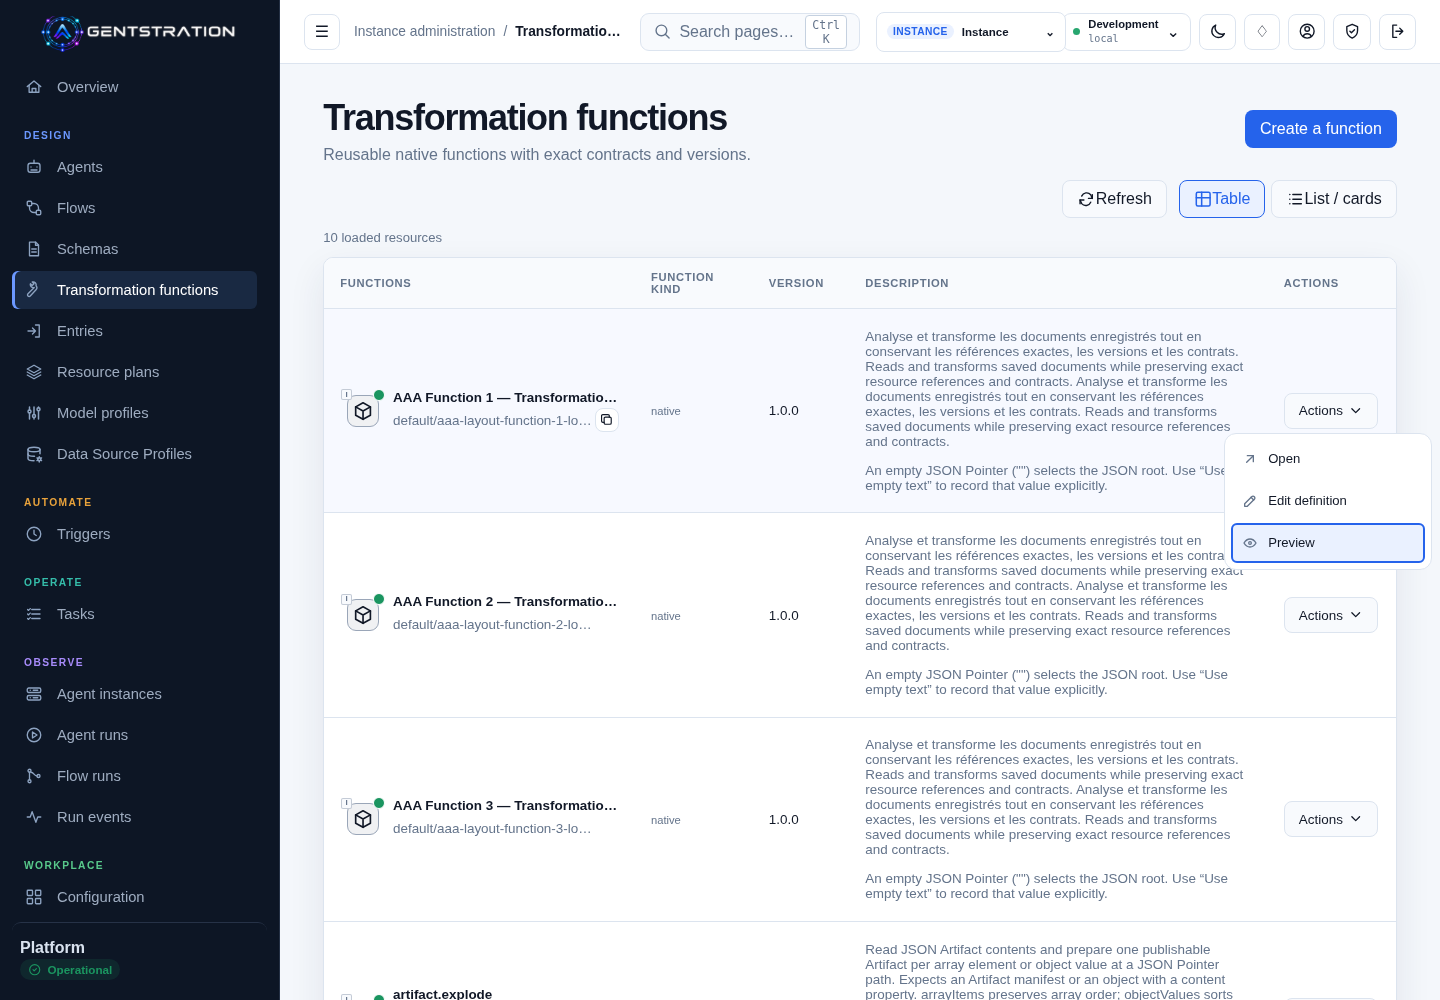 GENTSTRATION
Overview
DESIGN
Agents
Flows
Schemas
Transformation functions
Entries
Resource plans
Model profiles
Data Source Profiles
AUTOMATE
Triggers
OPERATE
Tasks
OBSERVE
Agent instances
Agent runs
Flow runs
Run events
WORKPLACE
Configuration
Platform
Operational
Instance administration / Transformatio…
Search pages…
Ctrl
K
INSTANCE Instance
Development
local
Transformation functions
Reusable native functions with exact contracts and versions.
Create a function
Refresh
Table
List / cards
10 loaded resources
FUNCTIONS
FUNCTION
KIND
VERSION
DESCRIPTION
ACTIONS
I
AAA Function 1 — Transformatio…
default/aaa-layout-function-1-lo…
native
1.0.0
Analyse et transforme les documents enregistrés tout en
conservant les références exactes, les versions et les contrats.
Reads and transforms saved documents while preserving exact
resource references and contracts. Analyse et transforme les
documents enregistrés tout en conservant les références
exactes, les versions et les contrats. Reads and transforms
saved documents while preserving exact resource references
and contracts.
An empty JSON Pointer ("") selects the JSON root. Use “Use
empty text” to record that value explicitly.
Actions
Open
Edit definition
Preview
I
AAA Function 2 — Transformatio…
default/aaa-layout-function-2-lo…
native
1.0.0
Analyse et transforme les documents enregistrés tout en
conservant les références exactes, les versions et les contra
Reads and transforms saved documents while preserving exact
resource references and contracts. Analyse et transforme les
documents enregistrés tout en conservant les références
exactes, les versions et les contrats. Reads and transforms
saved documents while preserving exact resource references
and contracts.
An empty JSON Pointer ("") selects the JSON root. Use “Use
empty text” to record that value explicitly.
Actions
I
AAA Function 3 — Transformatio…
default/aaa-layout-function-3-lo…
native
1.0.0
Analyse et transforme les documents enregistrés tout en
conservant les références exactes, les versions et les contrats.
Reads and transforms saved documents while preserving exact
resource references and contracts. Analyse et transforme les
documents enregistrés tout en conservant les références
exactes, les versions et les contrats. Reads and transforms
saved documents while preserving exact resource references
and contracts.
An empty JSON Pointer ("") selects the JSON root. Use “Use
empty text” to record that value explicitly.
Actions
I
artifact.explode
Read JSON Artifact contents and prepare one publishable
Artifact per array element or object value at a JSON Pointer
path. Expects an Artifact manifest or an object with a content
property. arrayItems preserves array order; objectValues sorts